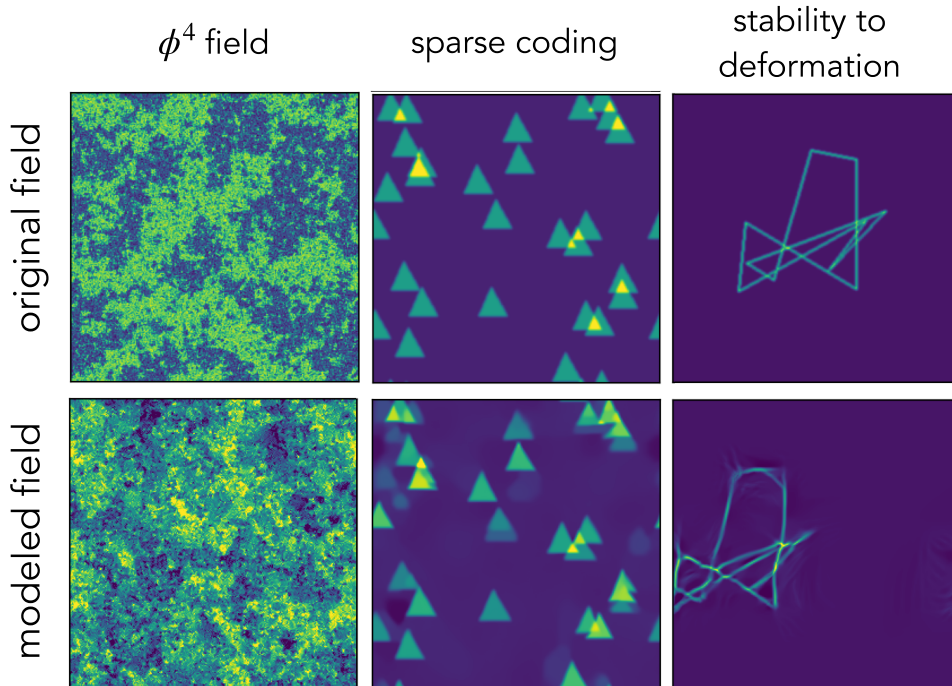 ϕ⁴ field
sparse coding
stability to
deformation
original field
modeled field